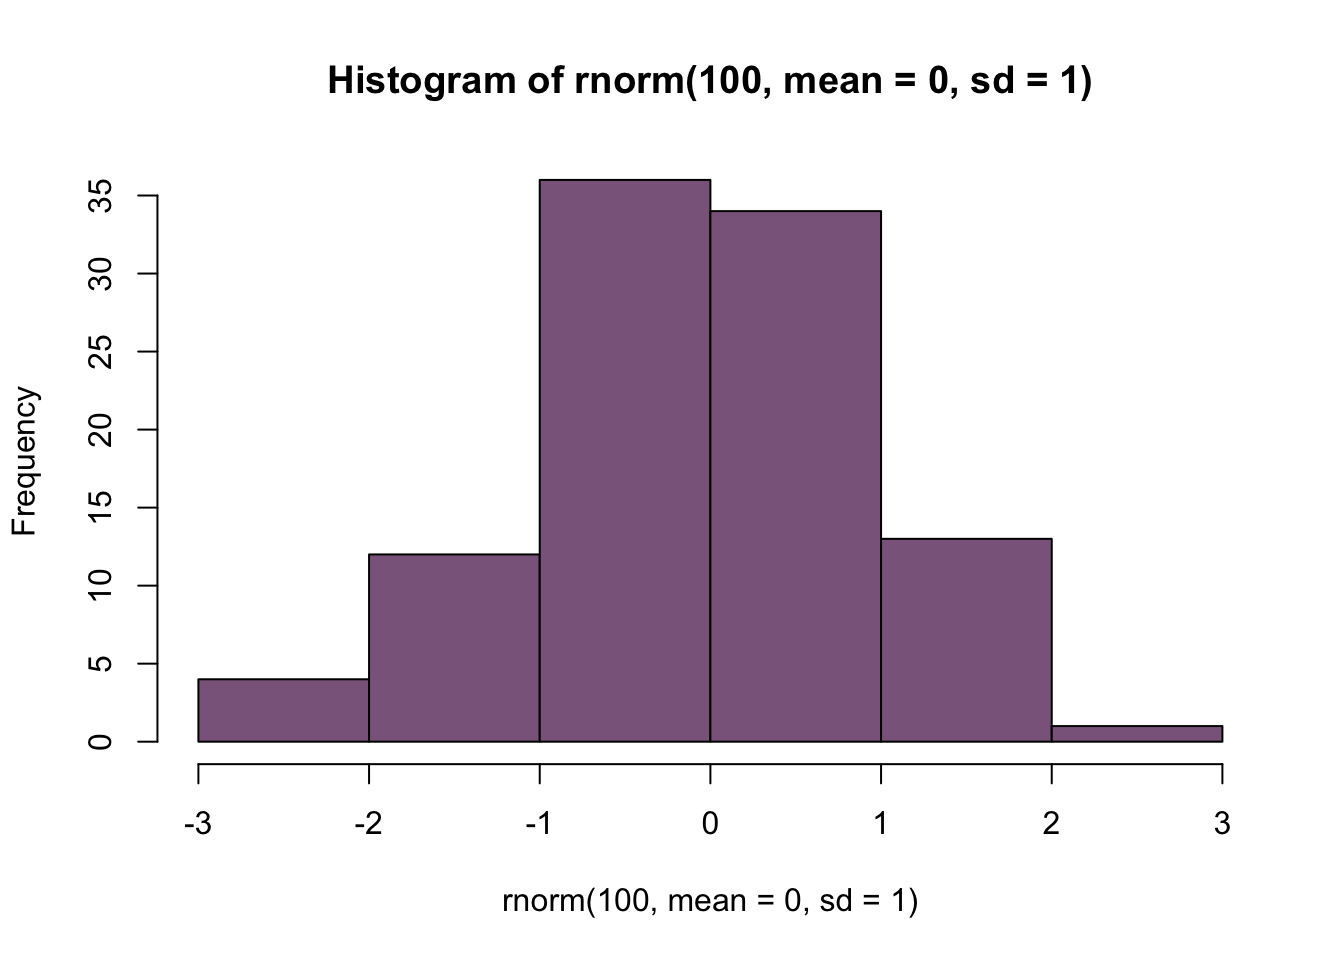 Histogram of rnorm(100, mean = 0, sd = 1)
Frequency
35
30
25
20
15
10
5
0
-3 -2 -1 0 1 2 3
rnorm(100, mean = 0, sd = 1)